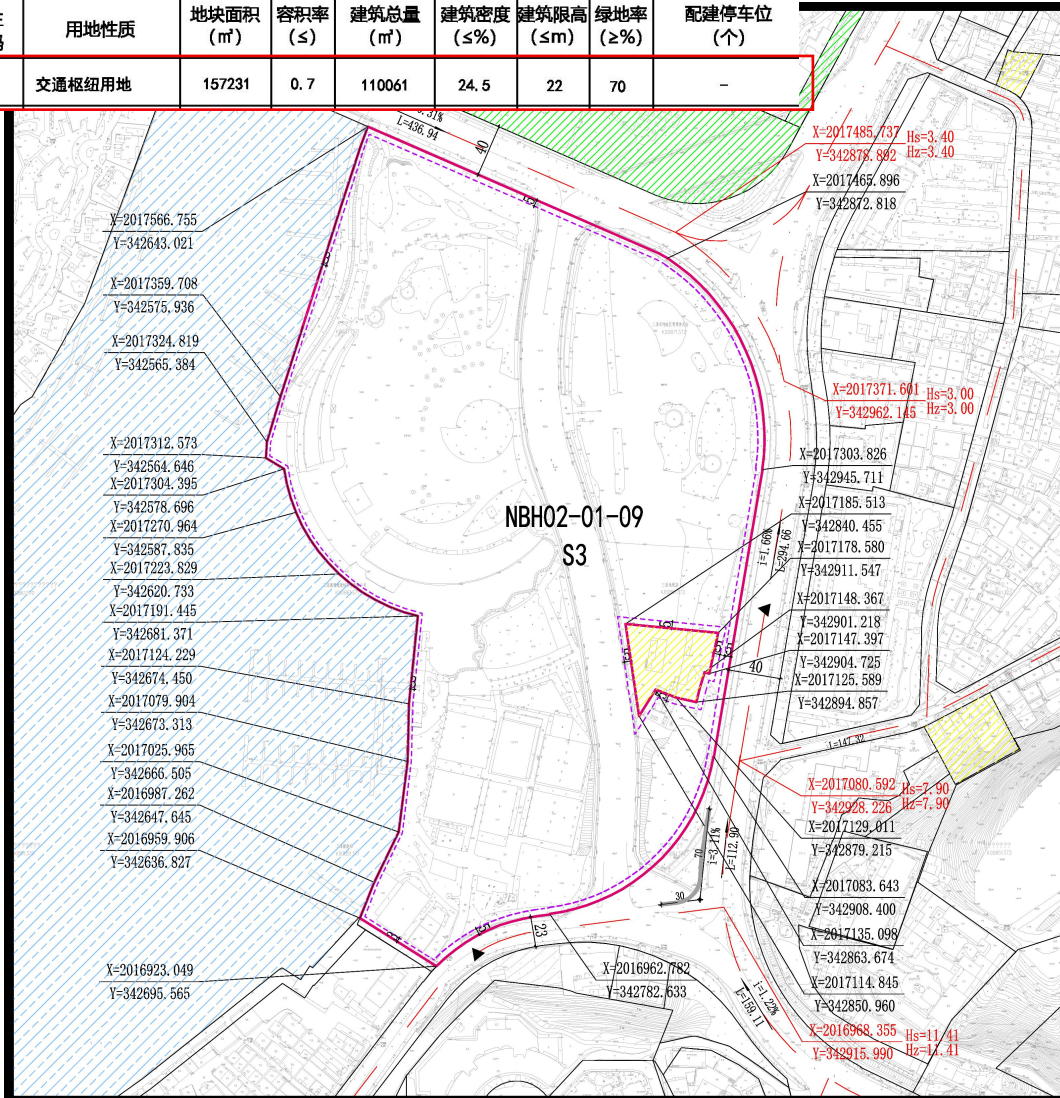 用地性质 地块面积 容积率 建筑总量 建筑密度 建筑限高 绿地率 配建停车位
(㎡) (≤) (㎡) (≤%) (≤m) (≥%) (个)
交通枢纽用地 157231 0.7 110061 24.5 22 70 –
L=436.94
40
X=2017485.737 Hs=3.40
Y=342878.892 Hz=3.40
X=2017465.896
Y=342872.818
X=2017566.755
Y=342643.021
X=2017359.708
Y=342575.936
X=2017324.819
Y=342565.384
X=2017312.573
Y=342564.646
X=2017304.395
Y=342578.696
X=2017270.964
Y=342587.835
X=2017223.829
Y=342620.733
X=2017191.445
Y=342681.371
X=2017124.229
Y=342674.450
X=2017079.904
Y=342673.313
X=2017025.965
Y=342666.505
X=2016987.262
Y=342647.645
X=2016959.906
Y=342636.827
X=2016923.049
Y=342695.565
NBH02-01-09
S3
X=2017371.601 Hs=3.00
Y=342962.145 Hz=3.00
X=2017303.826
Y=342945.711
X=2017185.513
Y=342840.455
X=2017178.580
Y=342911.547
X=2017148.367
Y=342901.218
X=2017147.397
Y=342904.725
X=2017125.589
Y=342894.857
i=1.66%
L=294.66
40
L=147.32
X=2017080.592 Hs=7.90
Y=342928.226 Hz=7.90
X=2017129.011
Y=342879.215
X=2017083.643
Y=342908.400
X=2017135.098
Y=342863.674
X=2017114.845
Y=342850.960
X=2016968.355 Hs=11.41
Y=342915.990 Hz=11.41
i=3.11%
L=112.90
70
30
23
X=2016962.782
Y=342782.633
i=1.22%
L=159.11